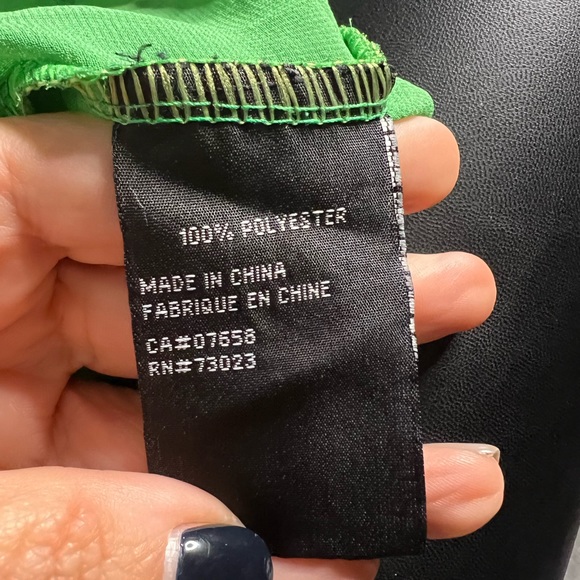 100% POLYESTER
MADE IN CHINA
FABRIQUE EN CHINE
CA#07658
RN#73023